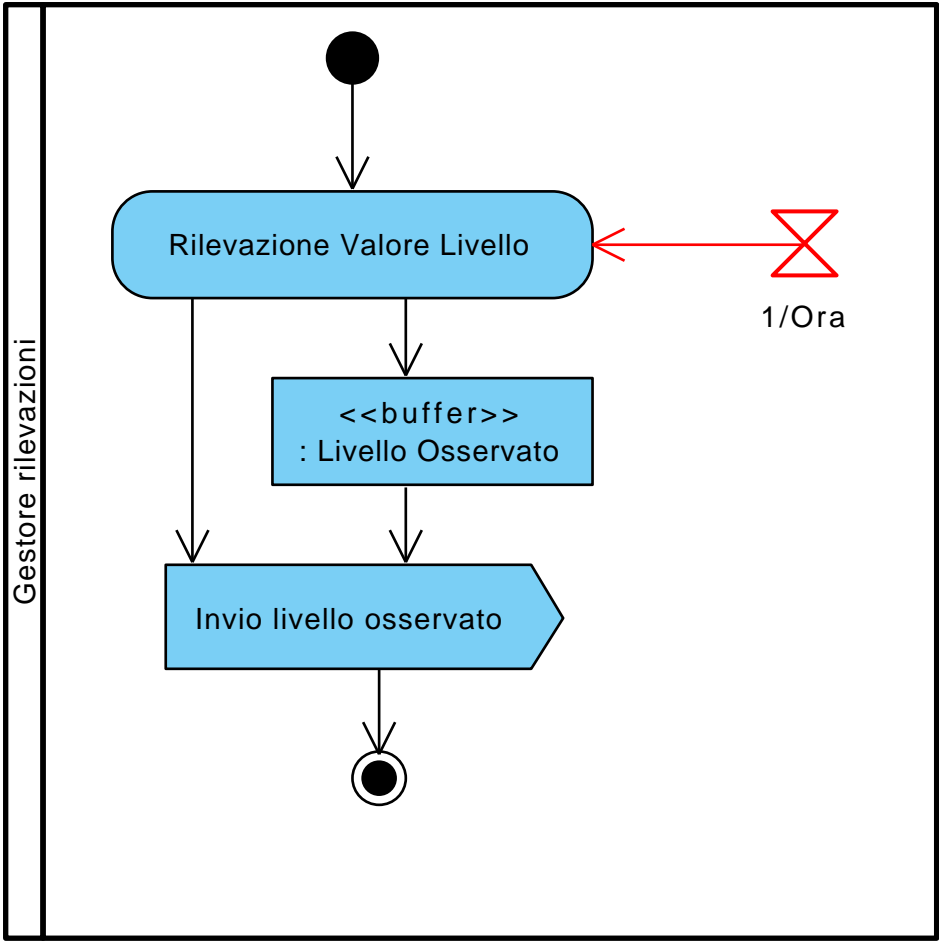 Gestore rilevazioni
Rilevazione Valore Livello
1/Ora
<<buffer>>
: Livello Osservato
Invio livello osservato